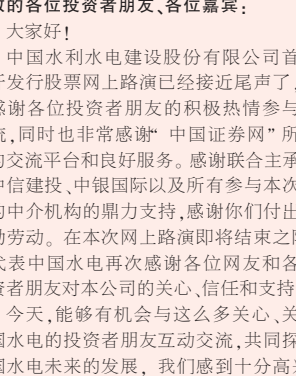 敬的各位投资者朋友、各位嘉宾：
大家好！
中国水利水电建设股份有限公司首
发行股票网上路演已经接近尾声了，
感谢各位投资者朋友的积极热情参与
流，同时也非常感谢“中国证券网”所
的交流平台和良好服务。感谢联合主承
中信建投、中银国际以及所有参与本次
的中介机构的鼎力支持，感谢你们付出
动劳动。在本次网上路演即将结束之际
代表中国水电再次感谢各位网友和各
资者朋友对本公司的关心、信任和支持
今天，能够有机会与这么多关心、关
国水电的投资者朋友互动交流，共同探
国水电未来的发展，我们感到十分高兴